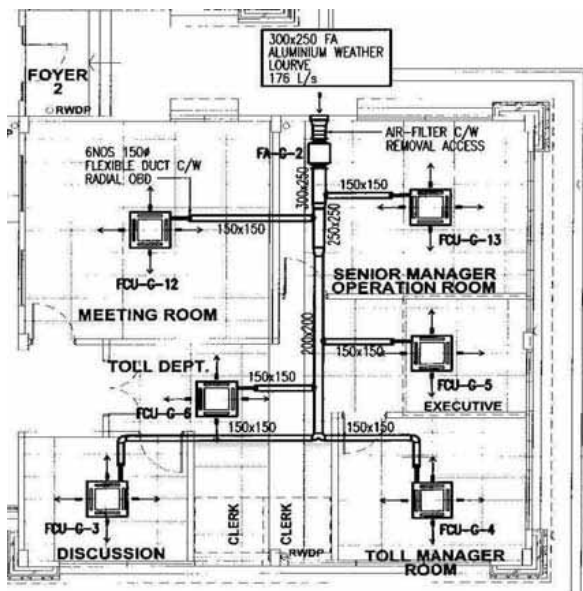 300x250 FA
ALUMINIUM WEATHER
LOURVE
176 L/s
FOYER
2
RWDP
6NOS 150ø
FLEXIBLE DUCT C/W
RADIAL OBD
FA-G-2
AIR-FILTER C/W
REMOVAL ACCESS
300x250
150x150
150x150
250x250
FCU-G-13
FCU-G-12
SENIOR MANAGER
OPERATION ROOM
MEETING ROOM
200x200
150x150
TOLL DEPT.
150x150
FCU-G-5
FCU-G-6
EXECUTIVE
150x150
150x150
FCU-G-3
CLERK
CLERK
FCU-G-4
DISCUSSION
RWDP
TOLL MANAGER
ROOM